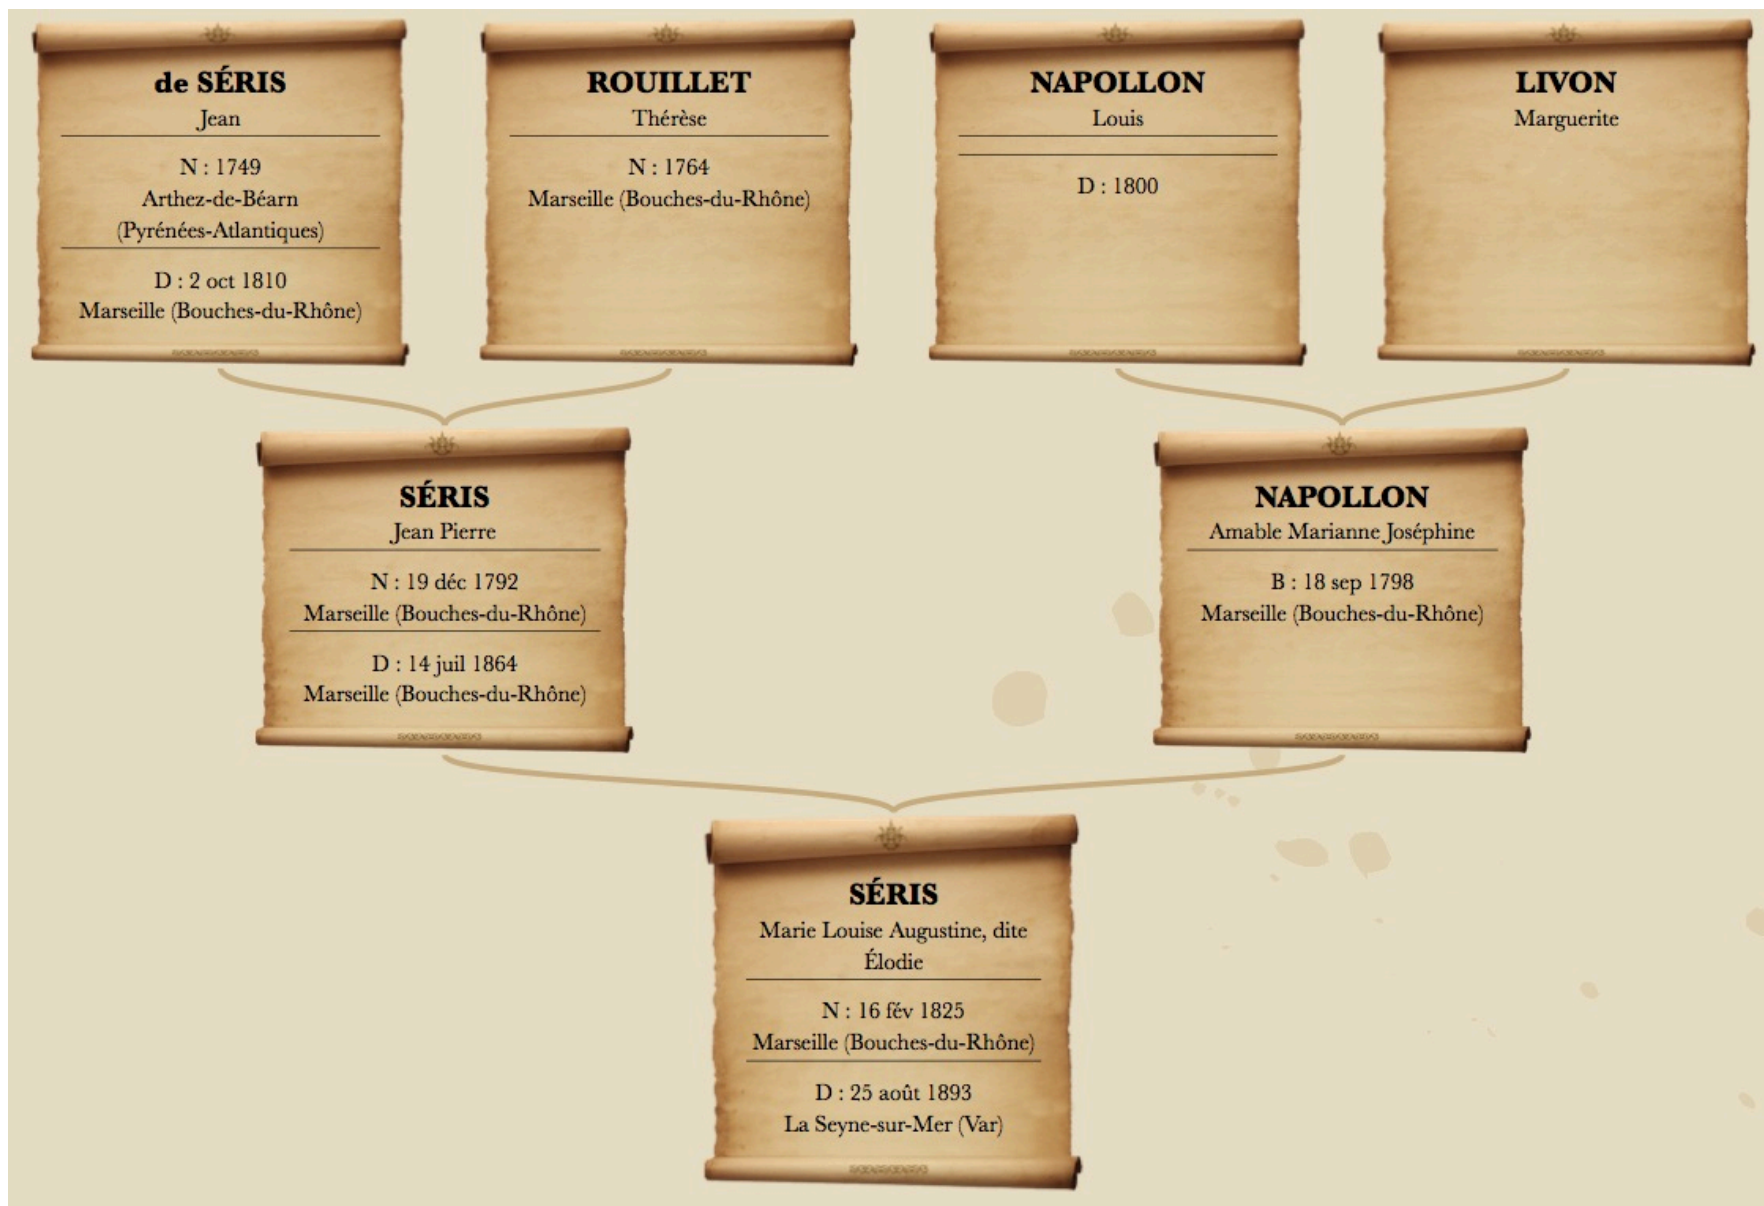 de SÉRIS
Jean
N : 1749
Arthez-de-Béarn
(Pyrénées-Atlantiques)
D : 2 oct 1810
Marseille (Bouches-du-Rhône)
ROUILLET
Thérèse
N : 1764
Marseille (Bouches-du-Rhône)
NAPOLLON
Louis
D : 1800
LIVON
Marguerite
SÉRIS
Jean Pierre
N : 19 déc 1792
Marseille (Bouches-du-Rhône)
D : 14 juil 1864
Marseille (Bouches-du-Rhône)
NAPOLLON
Amable Marianne Joséphine
B : 18 sep 1798
Marseille (Bouches-du-Rhône)
SÉRIS
Marie Louise Augustine, dite
Élodie
N : 16 fév 1825
Marseille (Bouches-du-Rhône)
D : 25 août 1893
La Seyne-sur-Mer (Var)